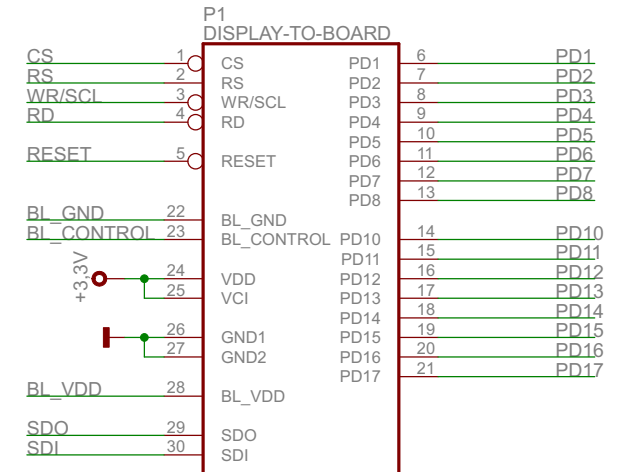 P1
DISPLAY-TO-BOARD
CS 1 CS PD1 6 PD1
RS 2 RS PD2 7 PD2
WR/SCL 3 WR/SCL PD3 8 PD3
RD 4 RD PD4 9 PD4
PD5 10 PD5
RESET 5 RESET PD6 11 PD6
PD7 12 PD7
PD8 13 PD8
BL_GND 22 BL_GND
BL_CONTROL 23 BL_CONTROL PD10 14 PD10
PD11 15 PD11
+3,3V 24 VDD PD12 16 PD12
25 VCI PD13 17 PD13
PD14 18 PD14
26 GND1 PD15 19 PD15
27 GND2 PD16 20 PD16
PD17 21 PD17
BL_VDD 28 BL_VDD
SDO 29 SDO
SDI 30 SDI